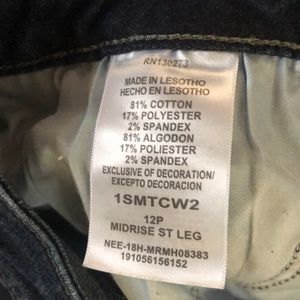 RN130273
MADE IN LESOTHO
HECHO EN LESOTHO
81% COTTON
17% POLYESTER
2% SPANDEX
81% ALGODON
17% POLIESTER
2% SPANDEX
EXCLUSIVE OF DECORATION/
EXCEPTO DECORACION
1SMTCW2
12P
MIDRISE ST LEG
NEE-18H-MRMH08383
191056156152